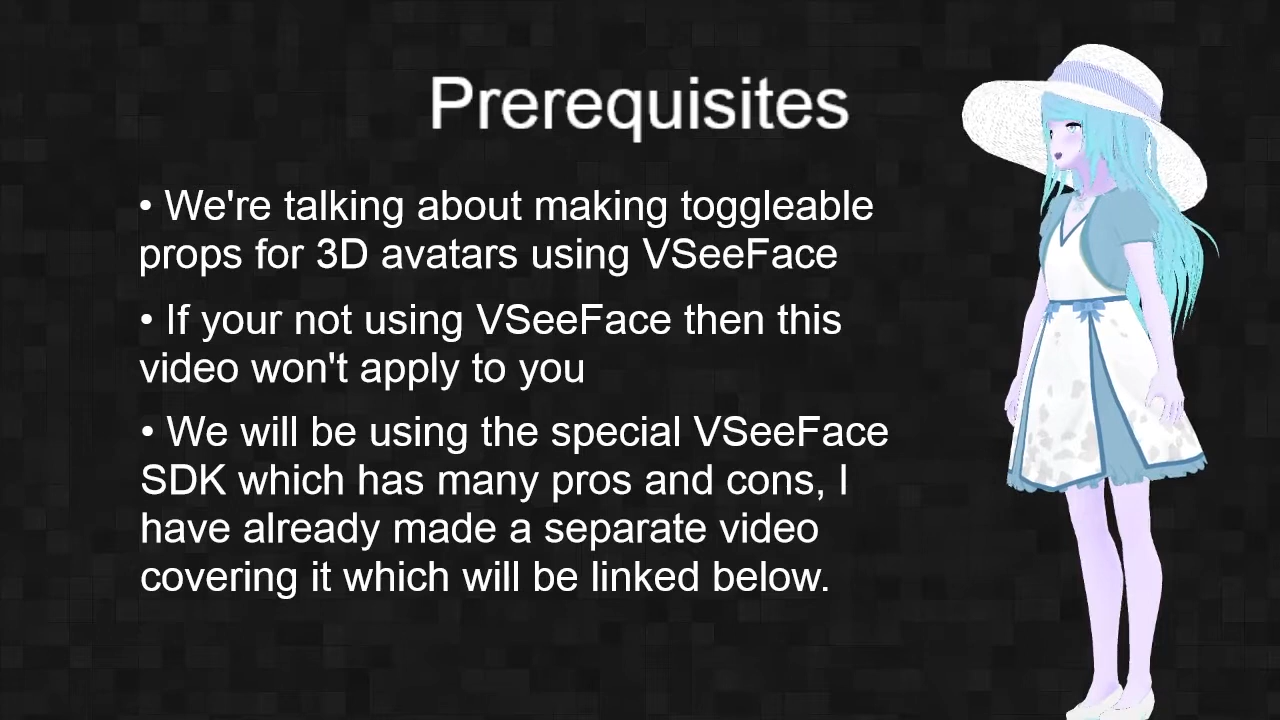 Prerequisites
• We're talking about making toggleable
props for 3D avatars using VSeeFace
• If your not using VSeeFace then this
video won't apply to you
• We will be using the special VSeeFace
SDK which has many pros and cons, I
have already made a separate video
covering it which will be linked below.